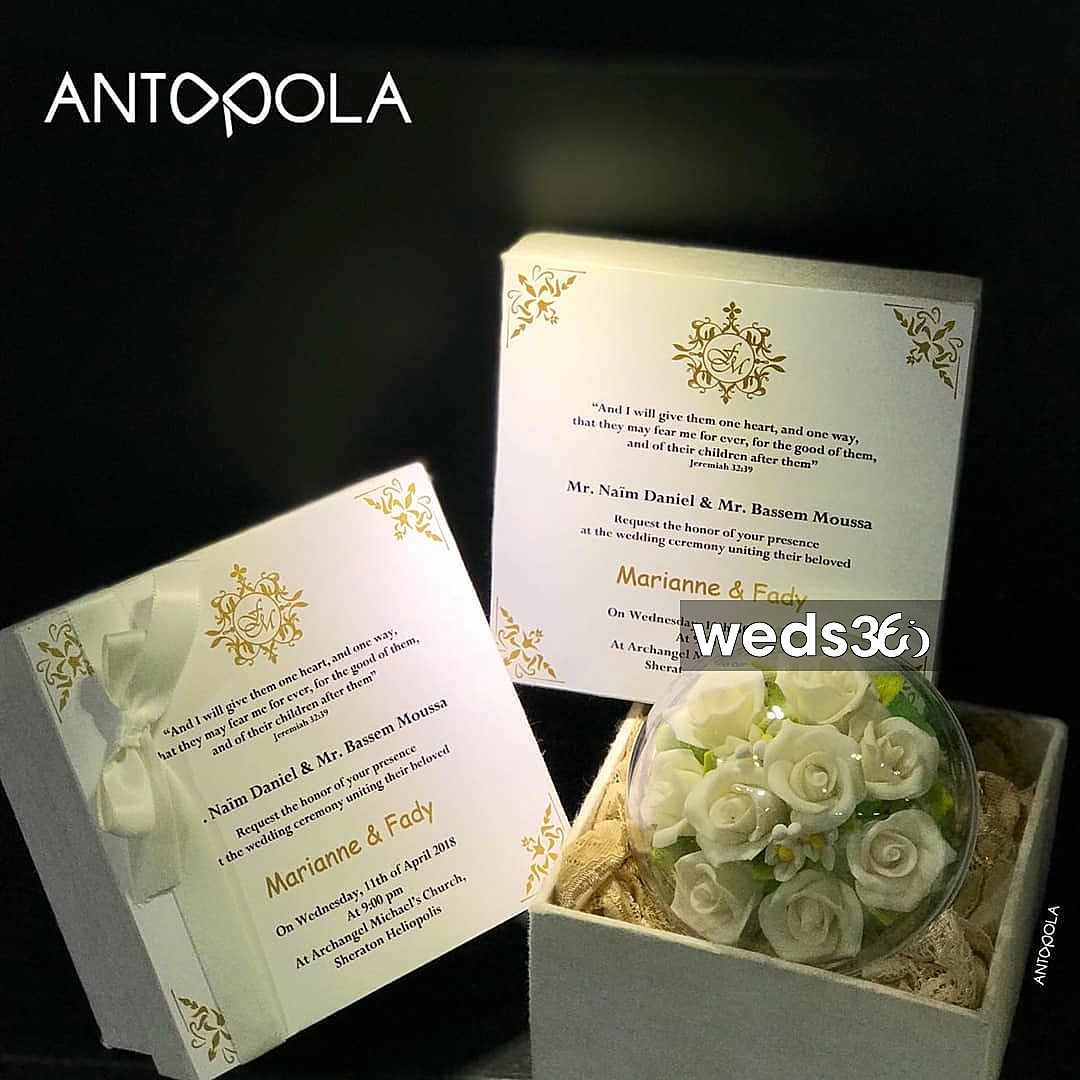 ANTOPOLA
FM
“And I will give them one heart, and one way,
that they may fear me for ever, for the good of them,
and of their children after them”
Jeremiah 32:39
Mr. Naïm Daniel & Mr. Bassem Moussa
Request the honor of your presence
at the wedding ceremony uniting their beloved
Marianne & Fady
On Wednesday,
At
At Archangel
weds360
FM
“And I will give them one heart, and one way,
hat they may fear me for ever, for the good of them,
and of their children after them”
Jeremiah 32:39
. Naïm Daniel & Mr. Bassem Moussa
Request the honor of your presence
t the wedding ceremony uniting their beloved
Marianne & Fady
On Wednesday, 11th of April 2018
At 9:00 pm
At Archangel Michael's Church,
Sheraton Heliopolis
ANTOPOLA